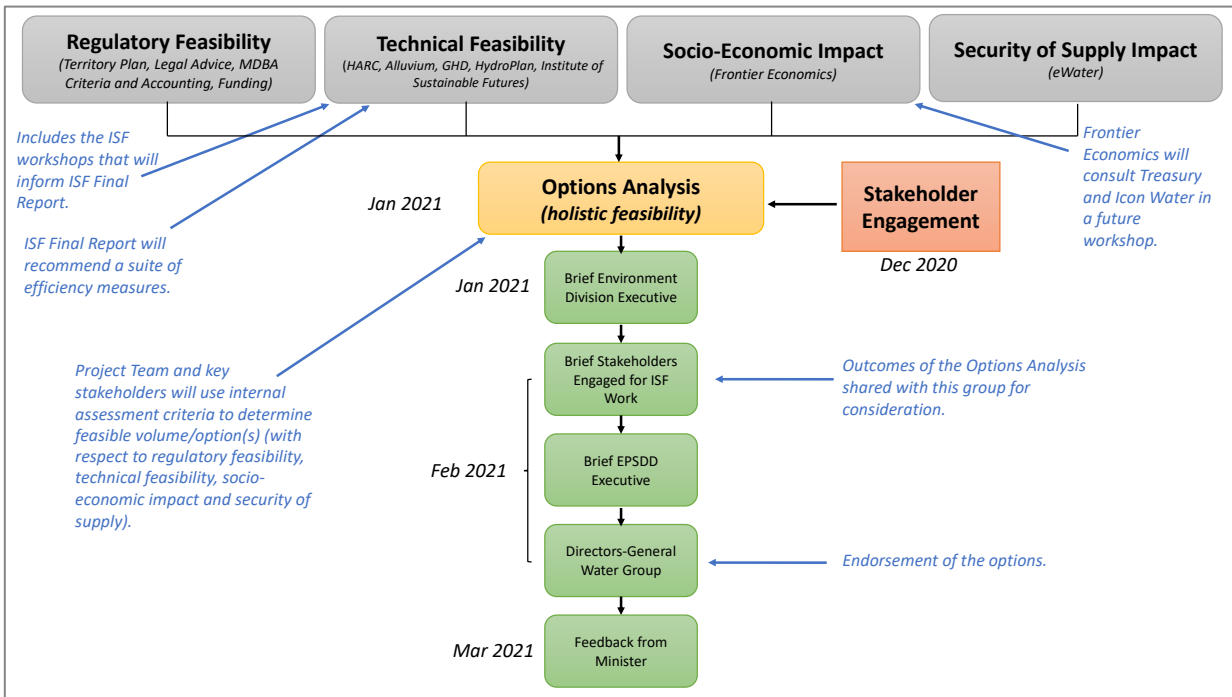 Regulatory Feasibility
(Territory Plan, Legal Advice, MDBA
Criteria and Accounting, Funding)
Technical Feasibility
(HARC, Alluvium, GHD, HydroPlan, Institute of
Sustainable Futures)
Socio-Economic Impact
(Frontier Economics)
Security of Supply Impact
(eWater)
Includes the ISF
workshops that will
inform ISF Final
Report.
ISF Final Report will
recommend a suite of
efficiency measures.
Frontier
Economics will
consult Treasury
and Icon Water in
a future
workshop.
Jan 2021
Options Analysis
(holistic feasibility)
Stakeholder
Engagement
Dec 2020
Jan 2021
Brief Environment
Division Executive
Project Team and key
stakeholders will use internal
assessment criteria to determine
feasible volume/option(s) (with
respect to regulatory feasibility,
technical feasibility, socio-
economic impact and security of
supply).
Brief Stakeholders
Engaged for ISF
Work
Outcomes of the Options Analysis
shared with this group for
consideration.
Feb 2021
Brief EPSDD
Executive
Directors-General
Water Group
Endorsement of the options.
Mar 2021
Feedback from
Minister